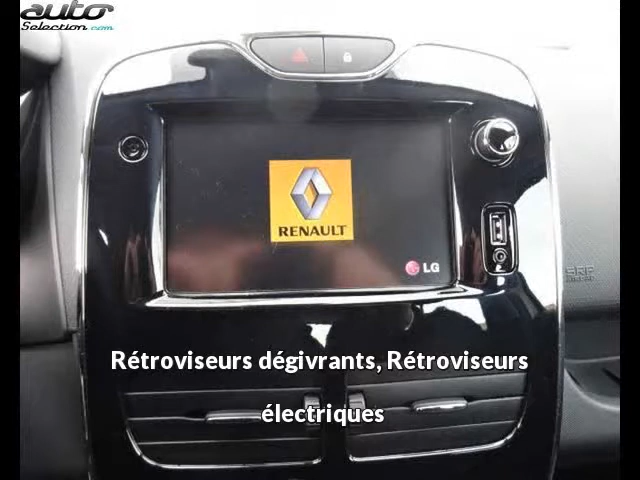 auto
Selection.com
RENAULT
LG
Rétroviseurs dégivrants, Rétroviseurs
électriques